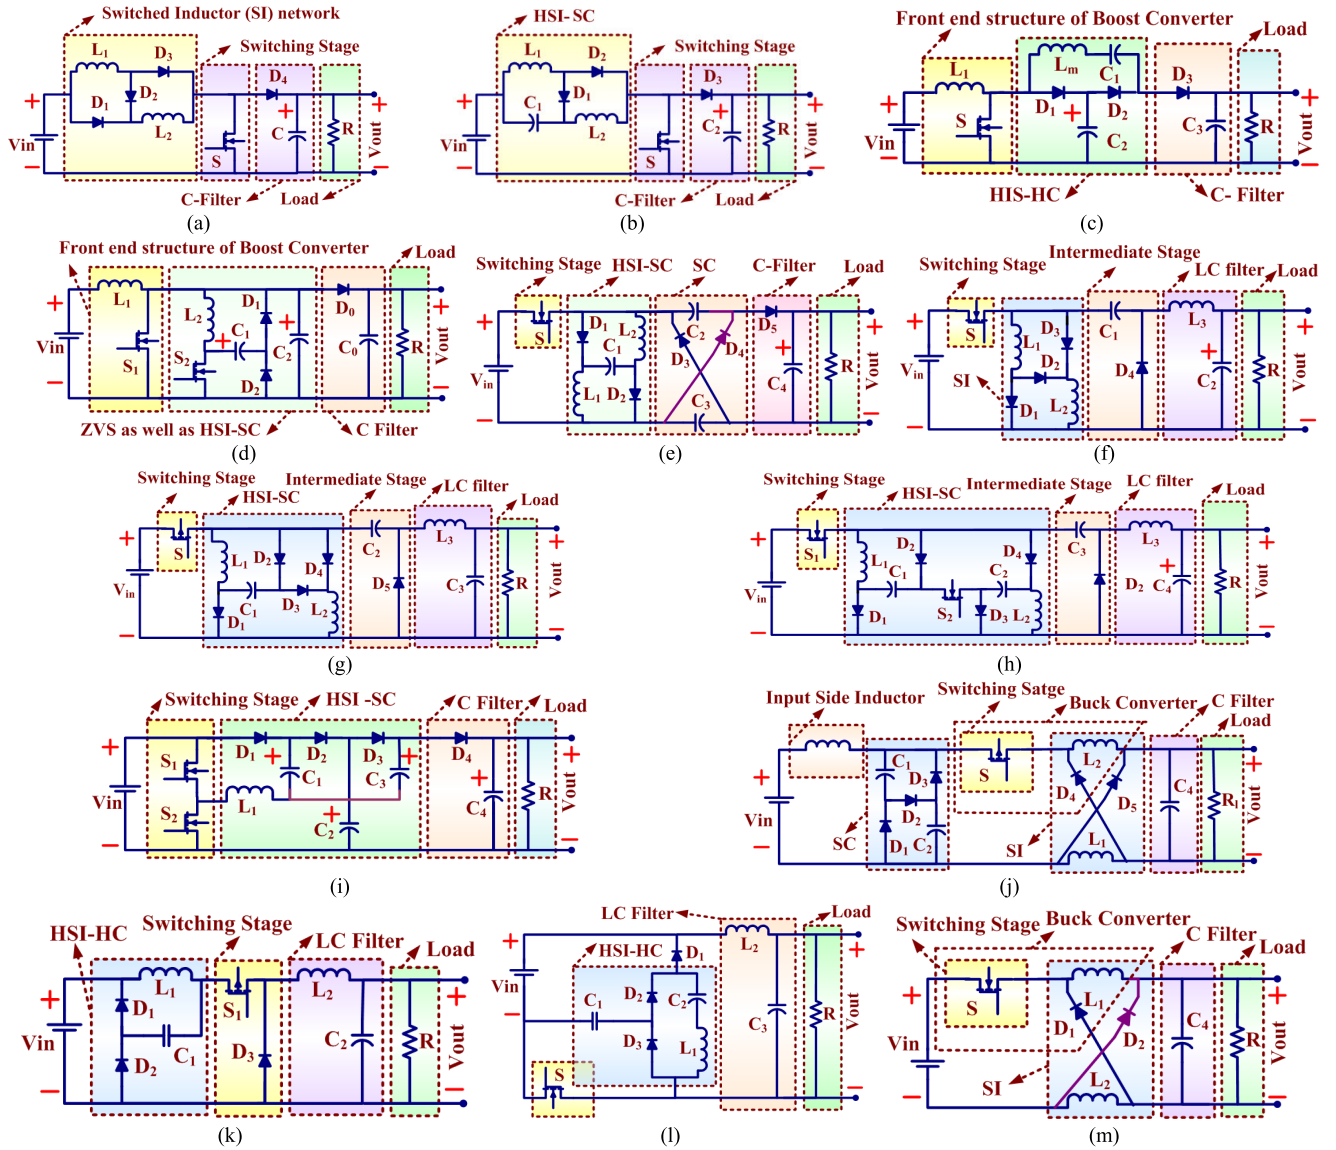 Switched Inductor (SI) network
L1
D3
D1
D2
L2
Switching Stage
D4
S
C
R
Vin
Vout
C-Filter
Load
(a)
HSI-SC
L1
D2
C1
D1
L2
Switching Stage
D3
S
C2
R
Vin
Vout
C-Filter
Load
(b)
Front end structure of Boost Converter
Load
L1
Lm
C1
D3
D1
D2
S
C2
C3
R
Vin
Vout
HIS-HC
C- Filter
(c)
Front end structure of Boost Converter
Load
L1
L2
D1
D0
C1
C2
S2
S1
D2
C0
R
Vin
Vout
ZVS as well as HSI-SC
C Filter
(d)
Switching Stage
HSI-SC
SC
C-Filter
Load
S
D1
L2
C2
D5
C1
D3
D4
L1
D2
C3
C4
R
Vin
Vout
(e)
Switching Stage
Intermediate Stage
LC filter
Load
S
L1
D3
D2
C1
L3
SI
D1
L2
D4
C2
R
Vin
Vout
(f)
Switching Stage
HSI-SC
Intermediate Stage
LC filter
Load
S
L1
D2
D4
C2
L3
C1
D3
L2
D1
D5
C3
R
Vin
Vout
(g)
Switching Stage
HSI-SC
Intermediate Stage
LC filter
Load
S1
L1
D2
D4
C3
L3
C1
C2
S2
D1
D3
L2
D2
C4
R
Vin
Vout
(h)
Switching Stage
HSI -SC
C Filter
Load
S1
D1
D2
D3
D4
C1
C3
S2
L1
C2
C4
R
Vin
Vout
(i)
Input Side Inductor
Switching Satge
Buck Converter
C Filter
Load
C1
D3
S
L2
D2
D4
D5
C4
R1
D1
C2
L1
SC
SI
Vin
Vout
(j)
HSI-HC
Switching Stage
LC Filter
Load
L1
D1
S1
L2
C1
D2
D3
C2
R
Vin
Vout
(k)
LC Filter
Load
HSI-HC
D1
L2
C1
D2
C2
D3
L1
C3
R
S
Vin
Vout
(l)
Switching Stage
Buck Converter
C Filter
Load
S
L1
D1
D2
C4
R
L2
SI
Vin
Vout
(m)